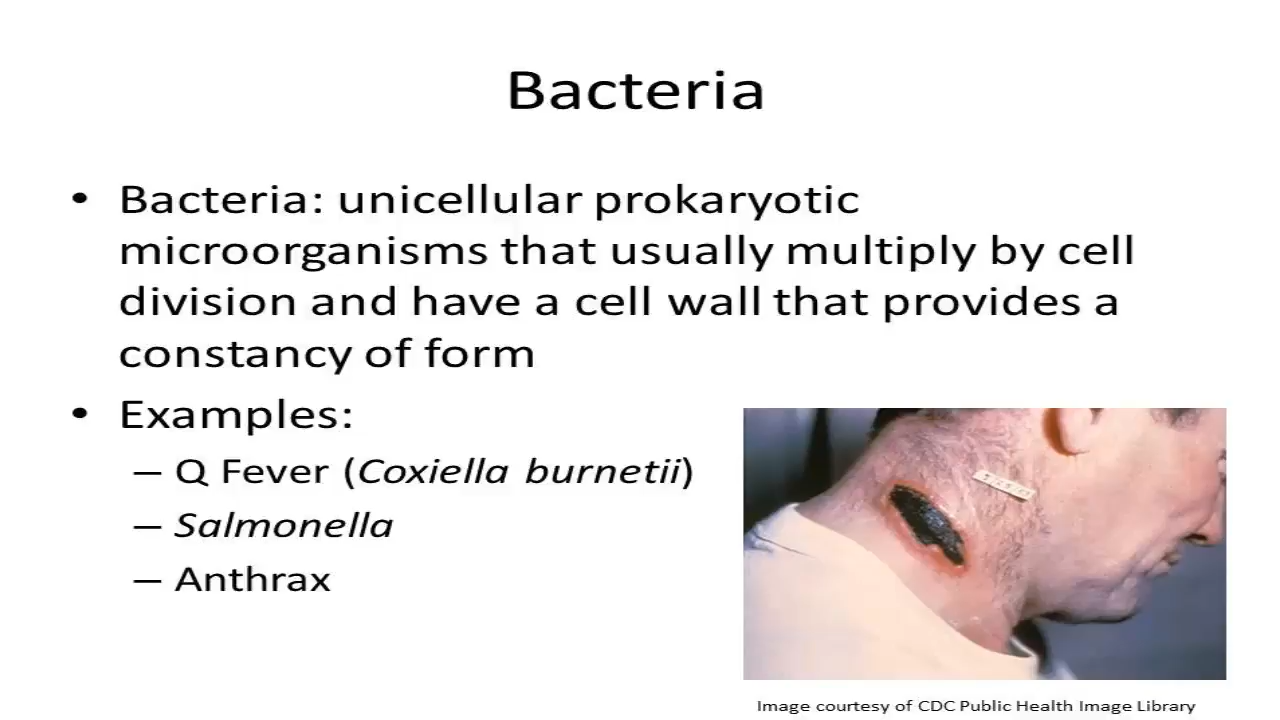 Bacteria
• Bacteria: unicellular prokaryotic
microorganisms that usually multiply by cell
division and have a cell wall that provides a
constancy of form
• Examples:
– Q Fever (Coxiella burnetii)
– Salmonella
– Anthrax
Image courtesy of CDC Public Health Image Library